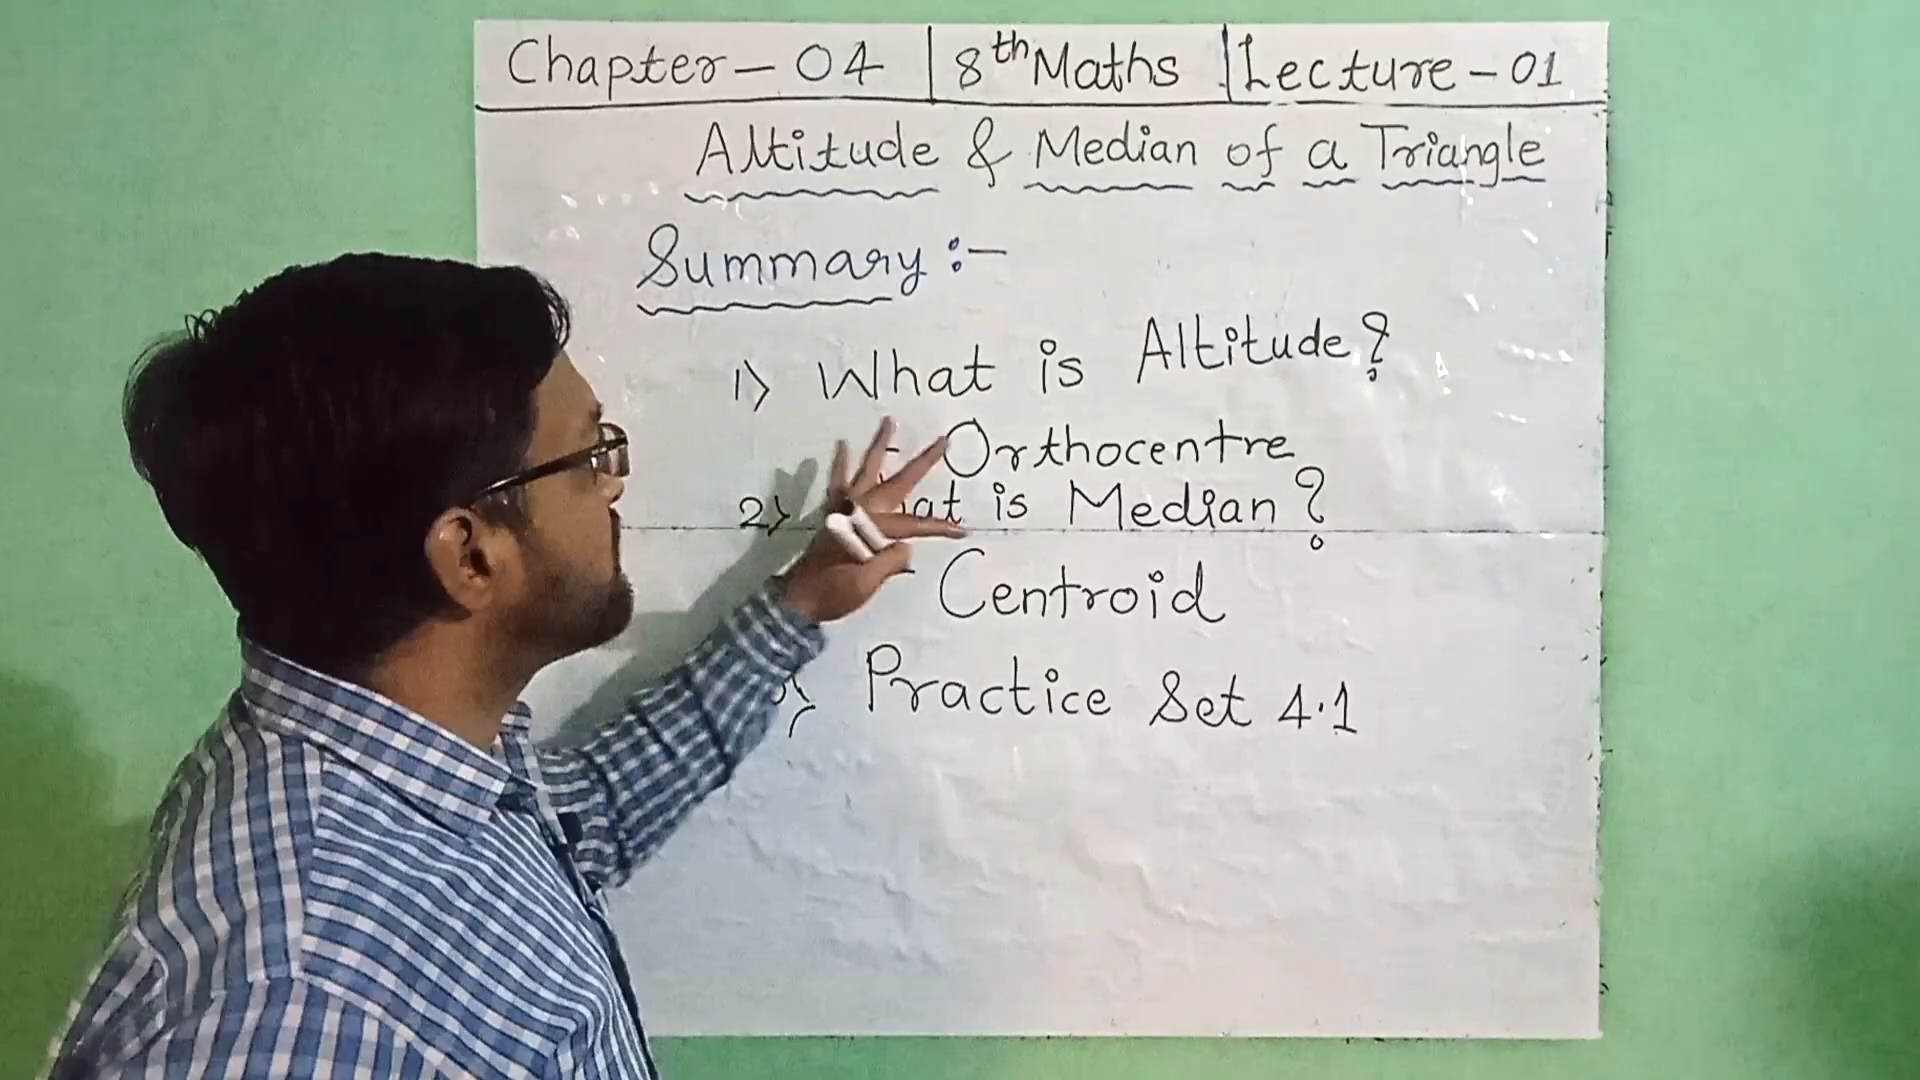 Chapter - 04 | 8th Maths | Lecture - 01
Altitude & Median of a Triangle
Summary :-
1) What is Altitude?
- Orthocentre
2) is Median?
- Centroid
Practice Set 4.1